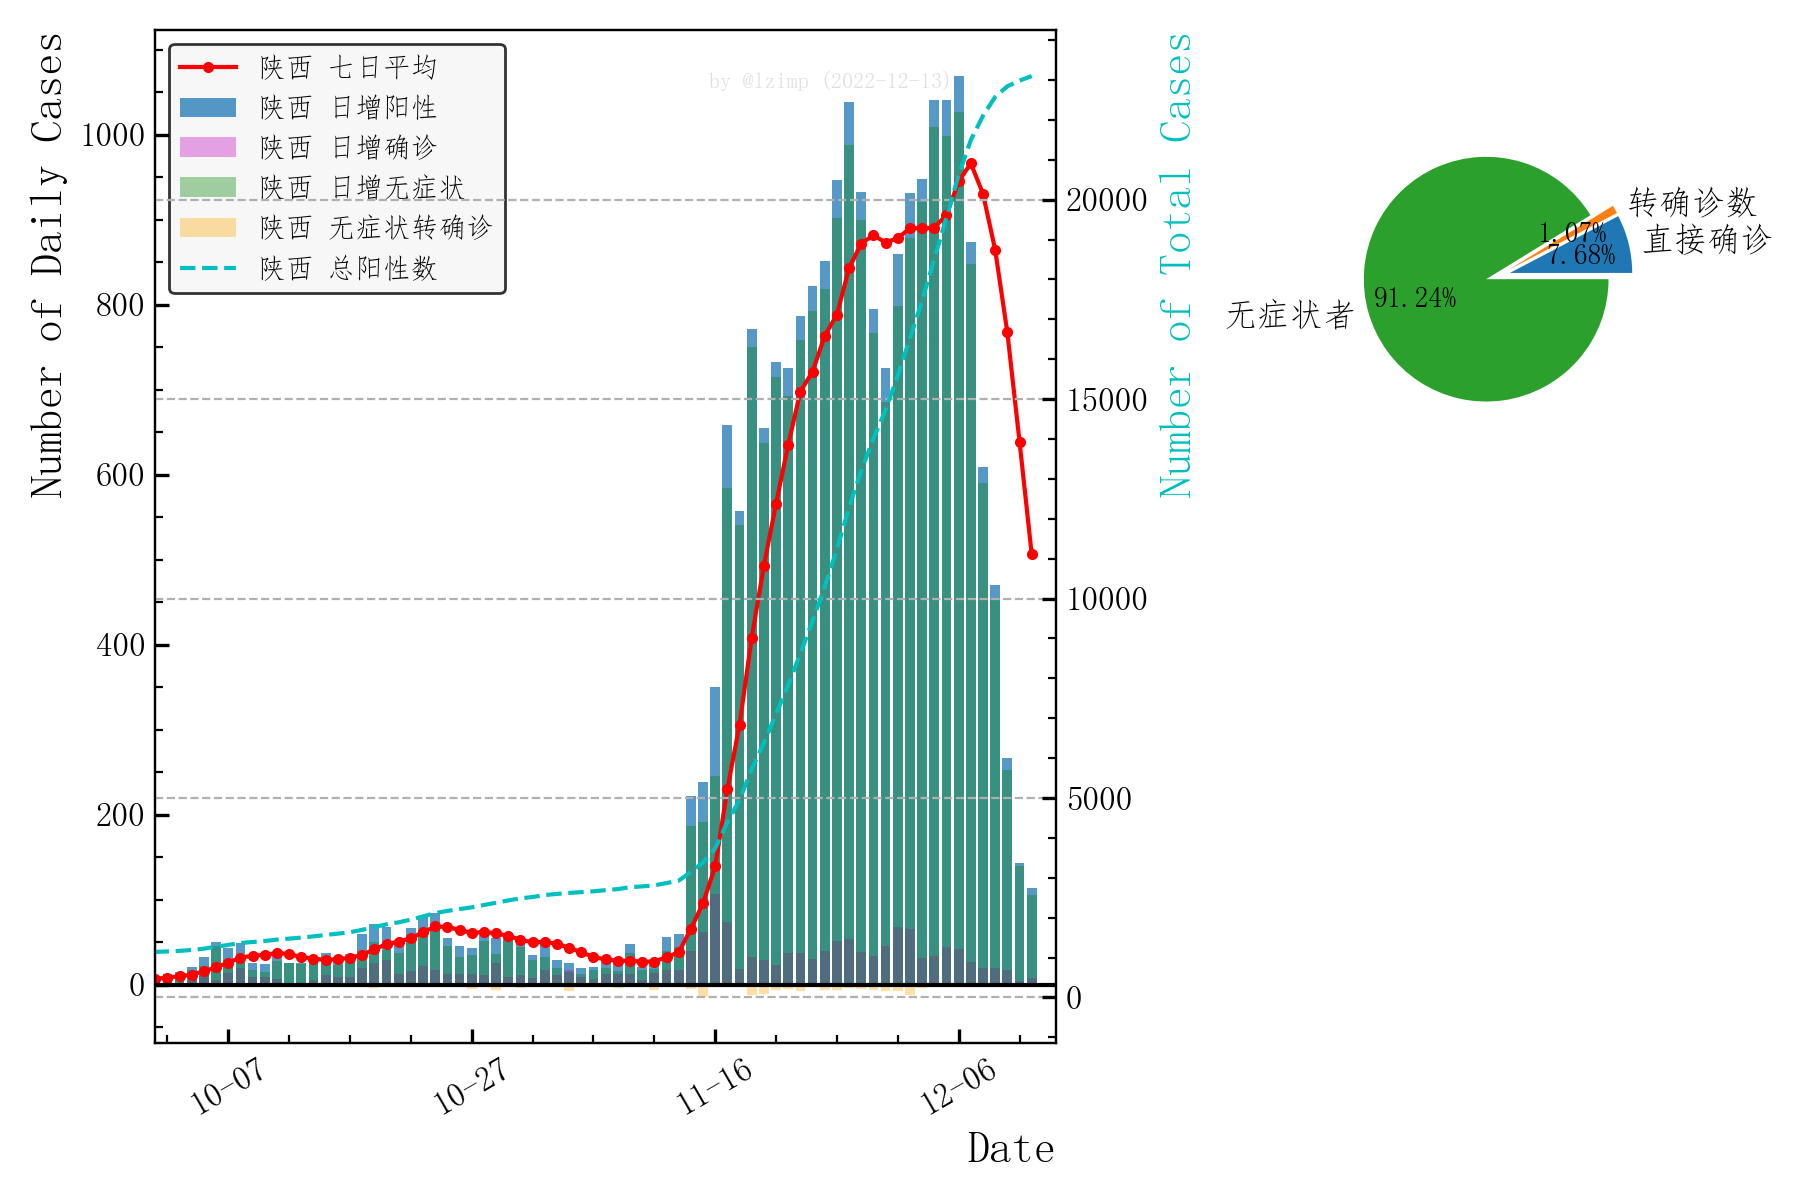 by @lzimp (2022-12-13)
陕西 七日平均
陕西 日增阳性
陕西 日增确诊
陕西 日增无症状
陕西 无症状转确诊
陕西 总阳性数
Number of Daily Cases
1000
800
600
400
200
0
20000
15000
10000
5000
0
Number of Total Cases
10-07
10-27
11-16
12-06
Date
转确诊数
1.07%
直接确诊
7.68%
91.24%
无症状者